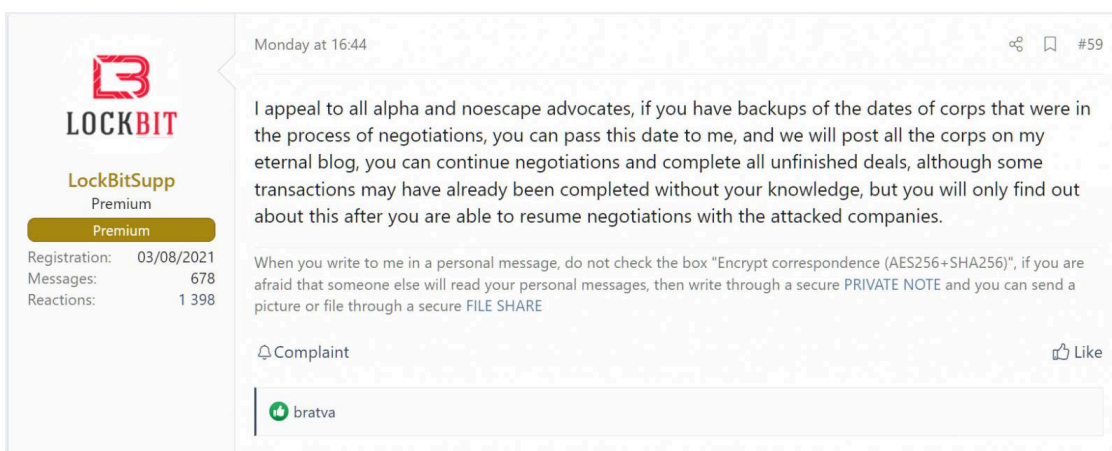 Monday at 16:44
#59
LOCKBIT
LockBitSupp
Premium
Premium
Registration: 03/08/2021
Messages: 678
Reactions: 1 398
I appeal to all alpha and noescape advocates, if you have backups of the dates of corps that were in
the process of negotiations, you can pass this date to me, and we will post all the corps on my
eternal blog, you can continue negotiations and complete all unfinished deals, although some
transactions may have already been completed without your knowledge, but you will only find out
about this after you are able to resume negotiations with the attacked companies.
When you write to me in a personal message, do not check the box "Encrypt correspondence (AES256+SHA256)", if you are
afraid that someone else will read your personal messages, then write through a secure PRIVATE NOTE and you can send a
picture or file through a secure FILE SHARE
Complaint
Like
bratva